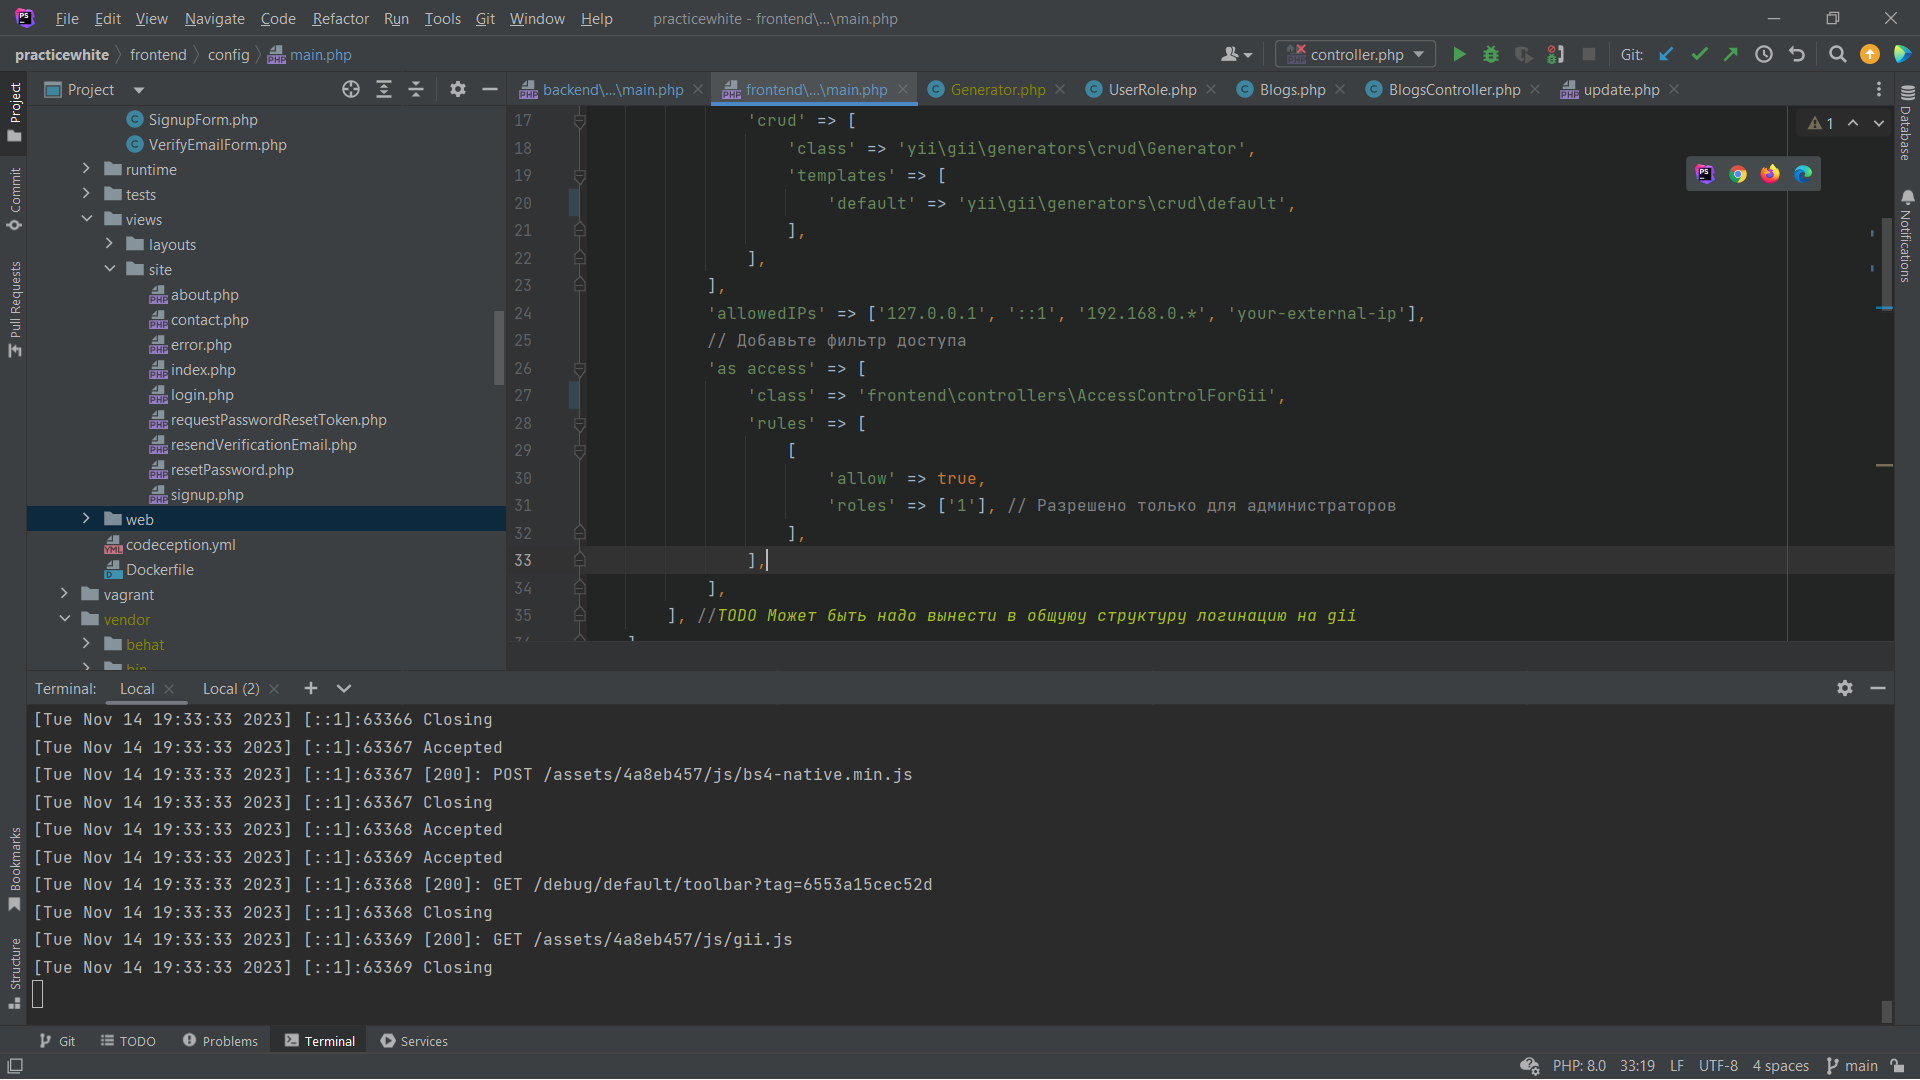 PS File Edit View Navigate Code Refactor Run Tools Git Window Help practicewhite - frontend\...\main.php
practicewhite frontend config main.php controller.php Git:
Project
backend\...\main.php frontend\...\main.php Generator.php UserRole.php Blogs.php BlogsController.php update.php
Project
Commit
Pull Requests
Bookmarks
Structure
Database
Notifications
SignupForm.php
VerifyEmailForm.php
runtime
tests
views
layouts
site
about.php
contact.php
error.php
index.php
login.php
requestPasswordResetToken.php
resendVerificationEmail.php
resetPassword.php
signup.php
web
codeception.yml
Dockerfile
vagrant
vendor
behat
bin
1
17 'crud' => [
18 'class' => 'yii\gii\generators\crud\Generator',
19 'templates' => [
20 'default' => 'yii\gii\generators\crud\default',
21 ],
22 ],
23 ],
24 'allowedIPs' => ['127.0.0.1', '::1', '192.168.0.*', 'your-external-ip'],
25 // Добавьте фильтр доступа
26 'as access' => [
27 'class' => 'frontend\controllers\AccessControlForGii',
28 'rules' => [
29 [
30 'allow' => true,
31 'roles' => ['1'], // Разрешено только для администраторов
32 ],
33 ],
34 ],
35 ], //TODO Может быть надо вынести в общуюу структуру логинацию на gii
Terminal: Local Local (2)
[Tue Nov 14 19:33:33 2023] [::1]:63366 Closing
[Tue Nov 14 19:33:33 2023] [::1]:63367 Accepted
[Tue Nov 14 19:33:33 2023] [::1]:63367 [200]: POST /assets/4a8eb457/js/bs4-native.min.js
[Tue Nov 14 19:33:33 2023] [::1]:63367 Closing
[Tue Nov 14 19:33:33 2023] [::1]:63368 Accepted
[Tue Nov 14 19:33:33 2023] [::1]:63369 Accepted
[Tue Nov 14 19:33:33 2023] [::1]:63368 [200]: GET /debug/default/toolbar?tag=6553a15cec52d
[Tue Nov 14 19:33:33 2023] [::1]:63368 Closing
[Tue Nov 14 19:33:33 2023] [::1]:63369 [200]: GET /assets/4a8eb457/js/gii.js
[Tue Nov 14 19:33:33 2023] [::1]:63369 Closing
Git TODO Problems Terminal Services
PHP: 8.0 33:19 LF UTF-8 4 spaces main